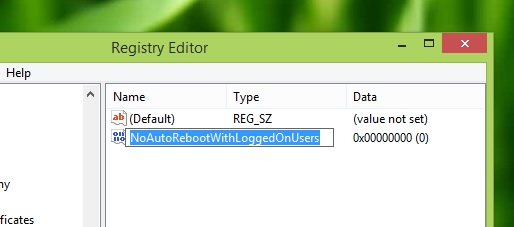 Registry Editor
Help
Name Type Data
(Default) REG_SZ (value not set)
NoAutoRebootWithLoggedOnUsers 0x00000000 (0)
ny
ficates